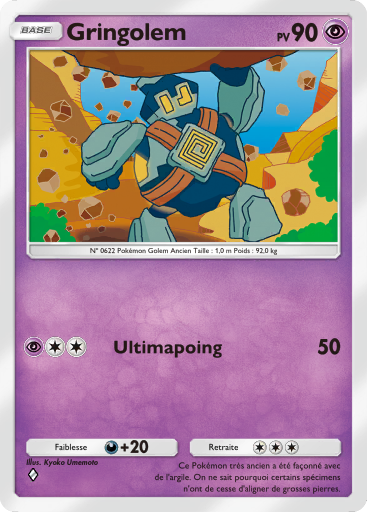 BASE Gringolem PV 90
N° 0622 Pokémon Golem Ancien Taille : 1,0 m Poids : 92,0 kg
Ultimapoing 50
Faiblesse +20 Retraite
Illus. Kyoko Umemoto
Ce Pokémon très ancien a été façonné avec
de l'argile. On ne sait pourquoi certains spécimens
n'ont de cesse d'aligner de grosses pierres.